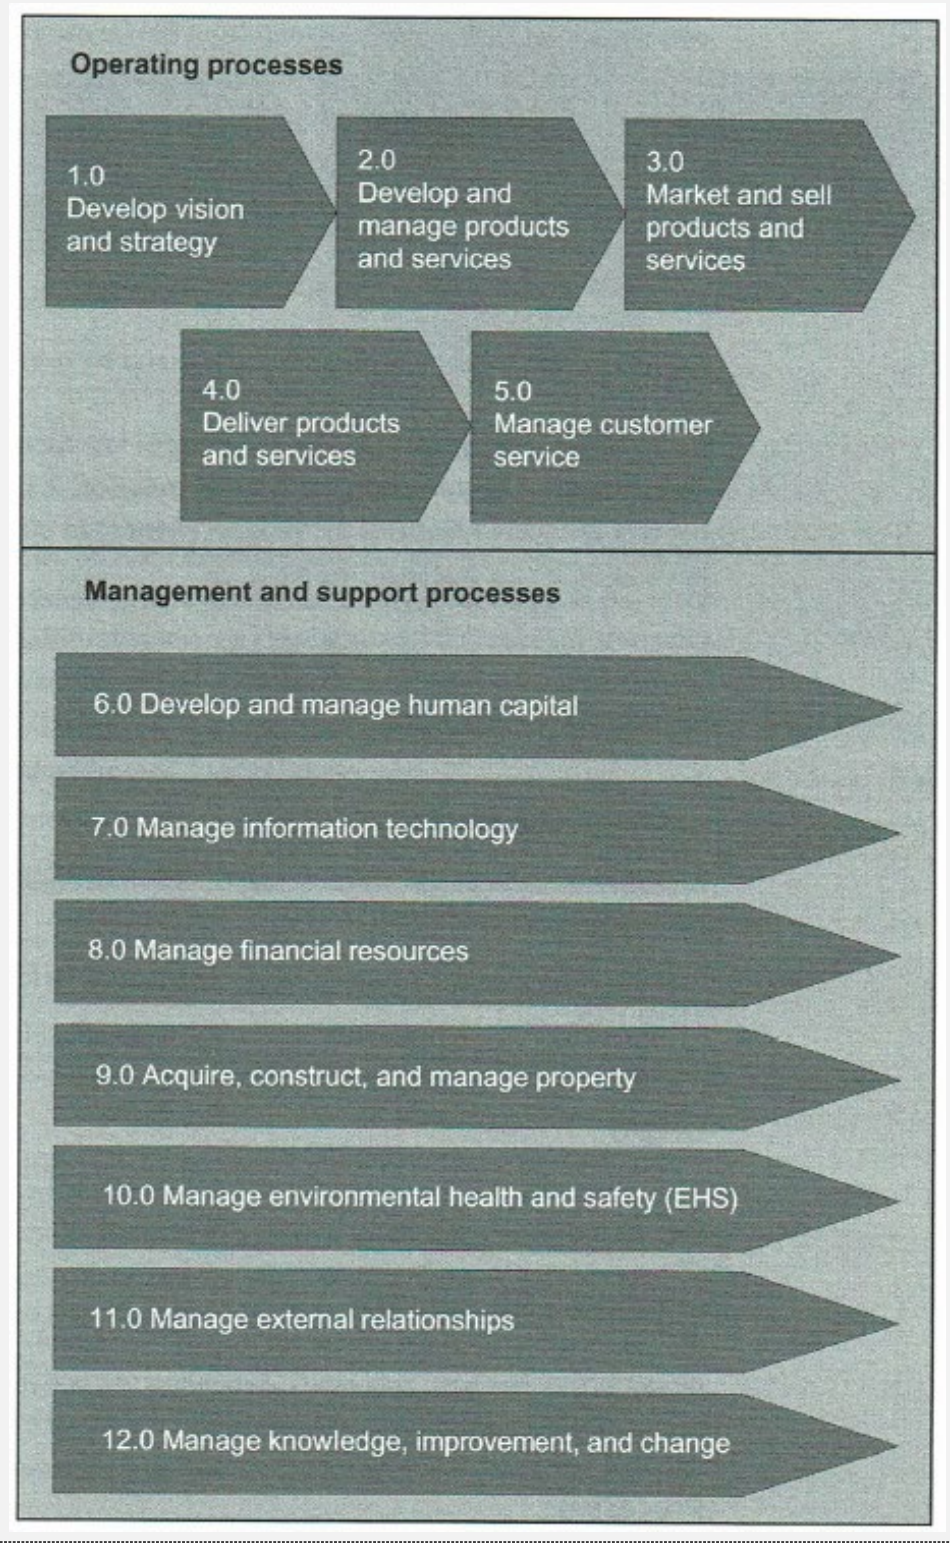 Operating processes
1.0
Develop vision
and strategy
2.0
Develop and
manage products
and services
3.0
Market and sell
products and
services
4.0
Deliver products
and services
5.0
Manage customer
service
Management and support processes
6.0 Develop and manage human capital
7.0 Manage information technology
8.0 Manage financial resources
9.0 Acquire, construct, and manage property
10.0 Manage environmental health and safety (EHS)
11.0 Manage external relationships
12.0 Manage knowledge, improvement, and change